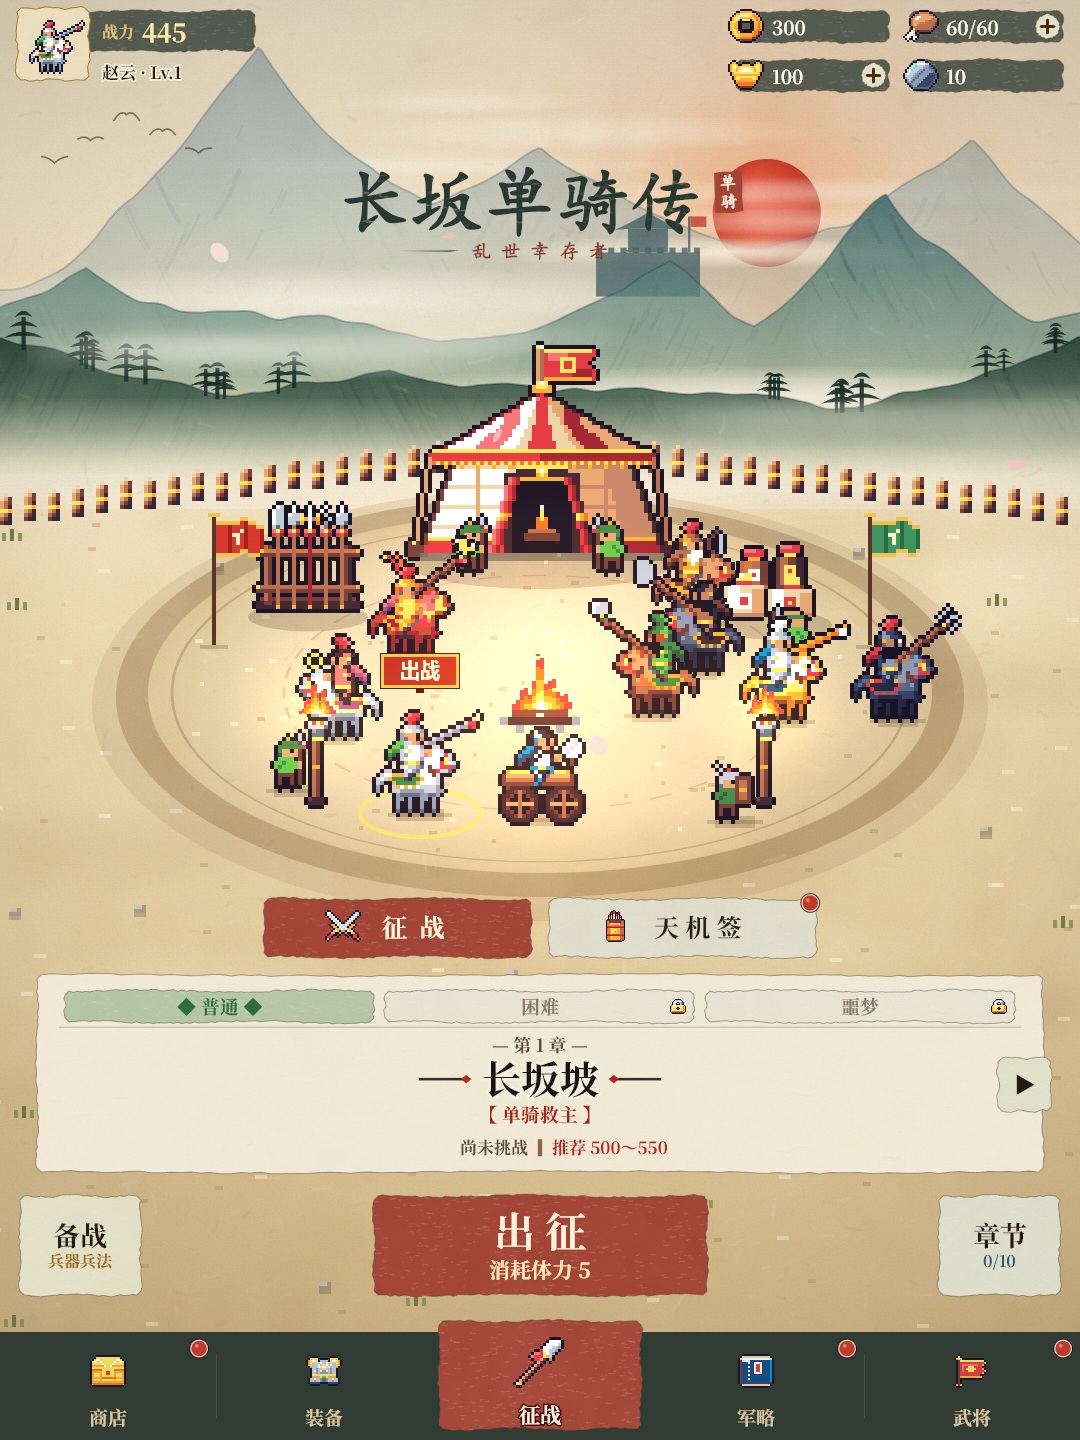 战力 445
赵云·Lv.1
300
60/60
100
10
长坂单骑传
单骑
乱世幸存者
出战
征战
天机签
普通
困难
噩梦
— 第1章 —
长坂坡
【单骑救主】
尚未挑战 推荐 500～550
备战
兵器兵法
出征
消耗体力 5
章节
0/10
商店
装备
征战
军略
武将